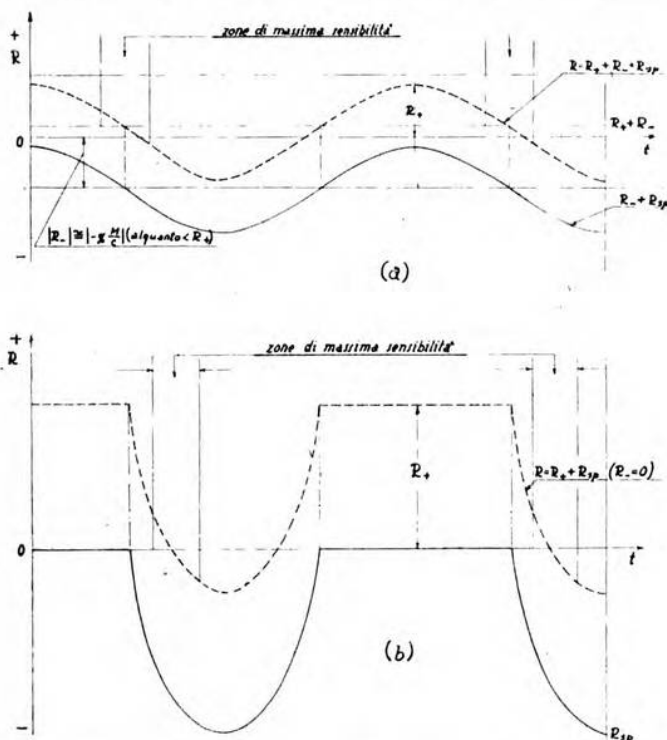 +
R
zone di massima sensibilità
R=R₊+R₋+Rsp
R₊
R₊+R₋
0
t
R₋+Rsp
|R₋|≅|-g M/C|(alquanto<R₊)
−
(a)
+
R
zone di massima sensibilità
R₊
R=R₊+Rsp (R₋=0)
0
t
(b)
−
Rsp